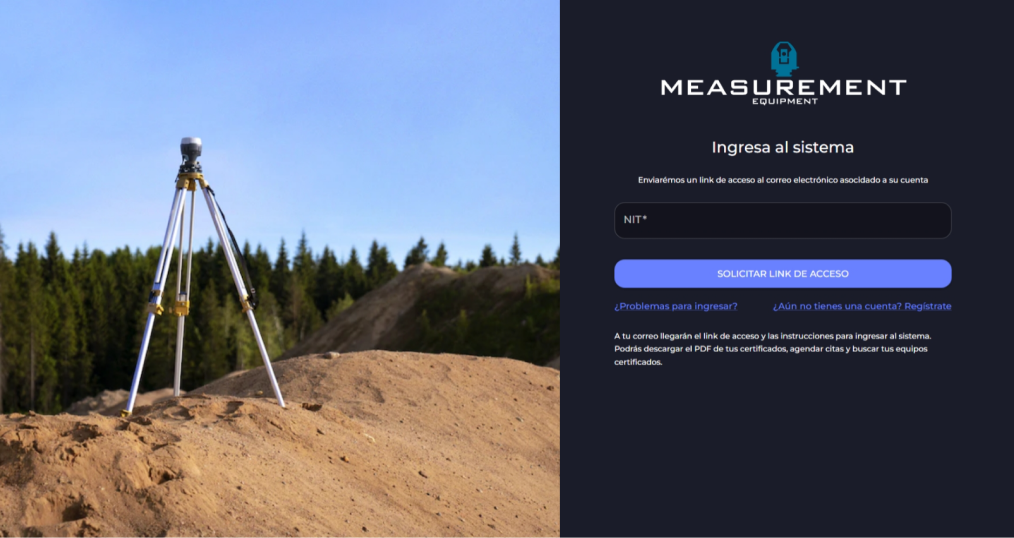 MEASUREMENT
EQUIPMENT
Ingresa al sistema
Enviarémos un link de acceso al correo electrónico asocidado a su cuenta
NIT*
SOLICITAR LINK DE ACCESO
¿Problemas para ingresar? ¿Aún no tienes una cuenta? Regístrate
A tu correo llegarán el link de acceso y las instrucciones para ingresar al sistema.
Podrás descargar el PDF de tus certificados, agendar citas y buscar tus equipos
certificados.